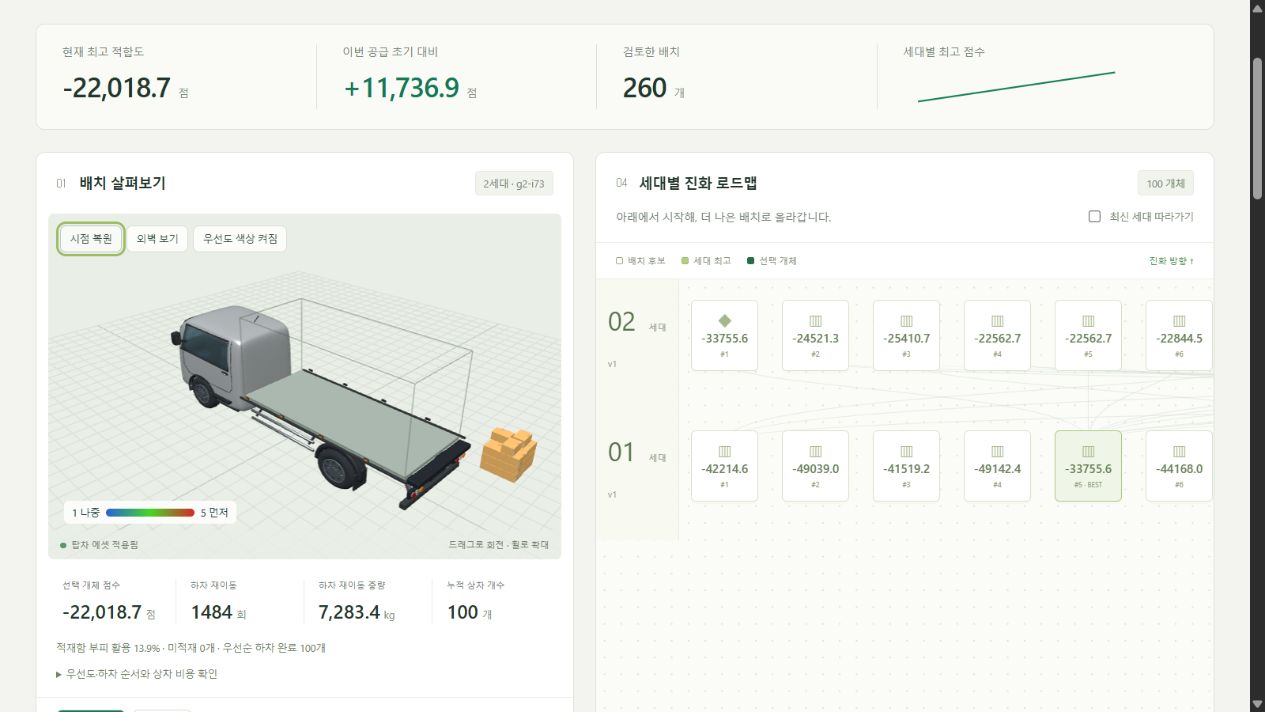 현재 최고 적합도
-22,018.7 점
이번 공급 초기 대비
+11,736.9 점
검토한 배치
260 개
세대별 최고 점수
01 배치 살펴보기
2세대 · g2-i73
시점 복원
외벽 보기
우선도 색상 켜짐
1 나중
5 먼저
탑차 에셋 적용됨
드래그로 회전 · 휠로 확대
선택 개체 점수
-22,018.7 점
하차 재이동
1484 회
하차 재이동 중량
7,283.4 kg
누적 상자 개수
100 개
적재함 부피 활용 13.9% · 미적재 0개 · 우선순 하차 완료 100개
▶ 우선도·하차 순서와 상자 비용 확인
04 세대별 진화 로드맵
100 개체
아래에서 시작해, 더 나은 배치로 올라갑니다.
최신 세대 따라가기
배치 후보
세대 최고
선택 개체
진화 방향 ↑
02 세대
v1
-33755.6
#1
-24521.3
#2
-25410.7
#3
-22562.7
#4
-22562.7
#5
-22844.5
#6
01 세대
v1
-42214.6
#1
-49039.0
#2
-41519.2
#3
-49142.4
#4
-33755.6
#5 · BEST
-44168.0
#6